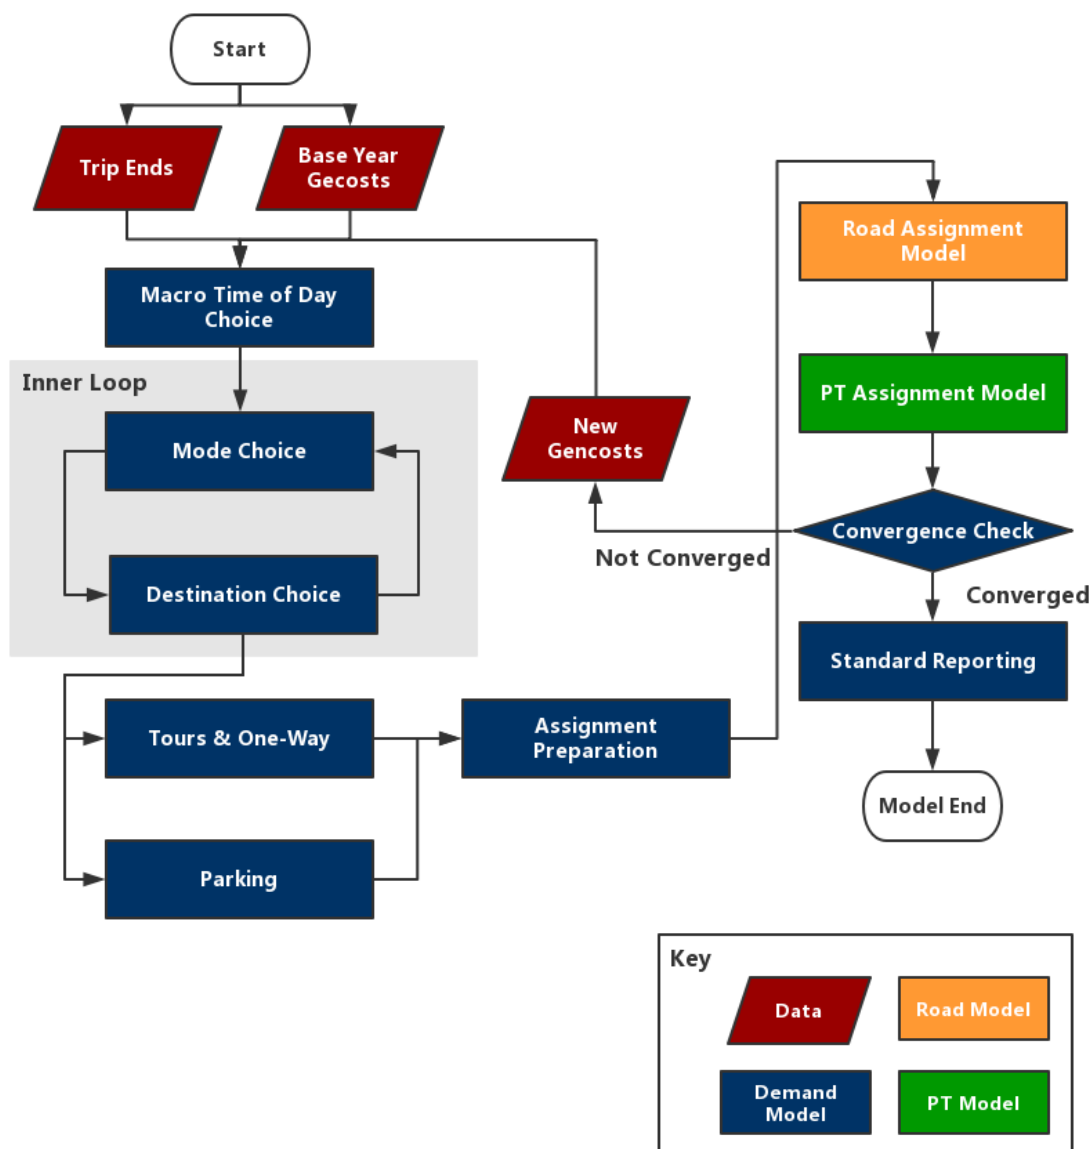 Start
Trip Ends
Base Year
Gecosts
Macro Time of Day
Choice
Inner Loop
Mode Choice
Destination Choice
Tours & One-Way
Parking
Assignment
Preparation
New
Gencosts
Not Converged
Road Assignment
Model
PT Assignment Model
Convergence Check
Converged
Standard Reporting
Model End
Key
Data
Road Model
Demand
Model
PT Model